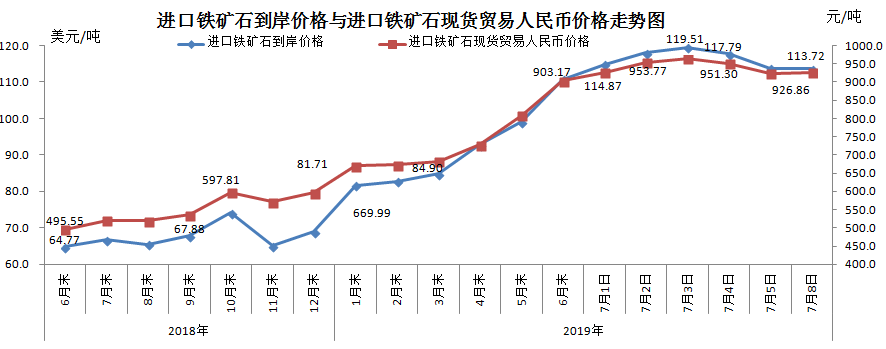 进口铁矿石到岸价格与进口铁矿石现货贸易人民币价格走势图
美元/吨
元/吨
进口铁矿石到岸价格
进口铁矿石现货贸易人民币价格
120.0
110.0
100.0
90.0
80.0
70.0
60.0
1000.0
950.0
900.0
850.0
800.0
750.0
700.0
650.0
600.0
550.0
500.0
450.0
400.0
495.55
64.77
67.88
597.81
81.71
669.99
84.90
903.17
114.87
953.77
119.51
117.79
951.30
113.72
926.86
6月末
7月末
8月末
9月末
10月末
11月末
12月末
1月末
2月末
3月末
4月末
5月末
6月末
7月1日
7月2日
7月3日
7月4日
7月5日
7月8日
2018年
2019年